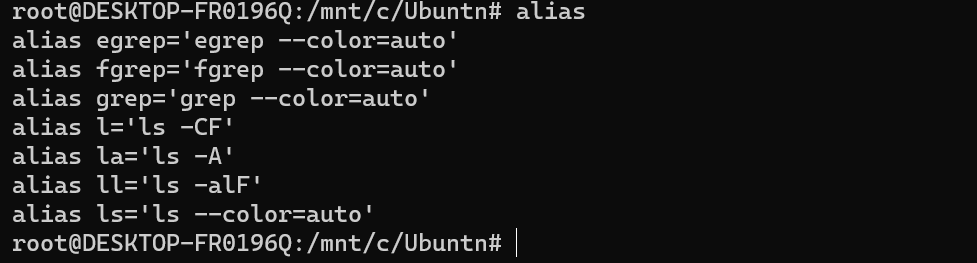 root@DESKTOP-FR0196Q:/mnt/c/Ubuntn# alias
alias egrep='egrep --color=auto'
alias fgrep='fgrep --color=auto'
alias grep='grep --color=auto'
alias l='ls -CF'
alias la='ls -A'
alias ll='ls -alF'
alias ls='ls --color=auto'
root@DESKTOP-FR0196Q:/mnt/c/Ubuntn#